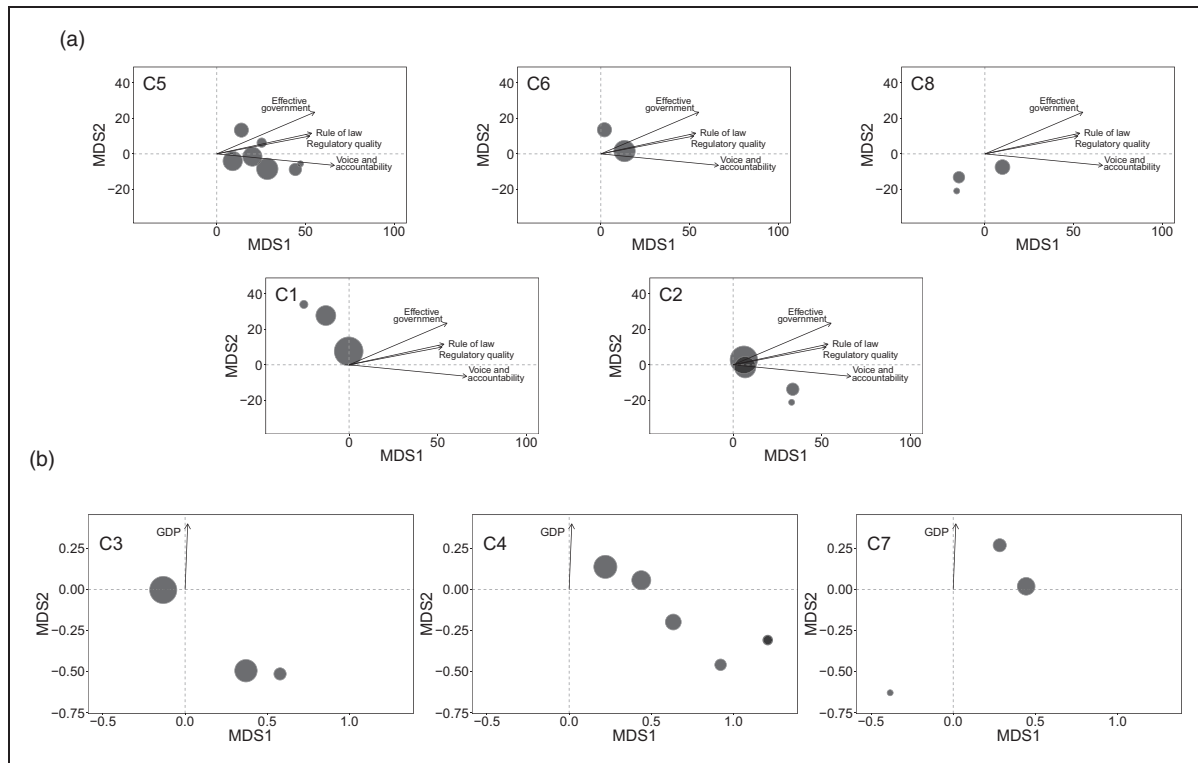 (a)
C5
40
20
0
−20
MDS2
Effective
government
Rule of law
Regulatory quality
Voice and
accountability
0
50
100
MDS1
C6
40
20
0
−20
MDS2
Effective
government
Rule of law
Regulatory quality
Voice and
accountability
0
50
100
MDS1
C8
40
20
0
−20
MDS2
Effective
government
Rule of law
Regulatory quality
Voice and
accountability
0
50
100
MDS1
C1
40
20
0
−20
MDS2
Effective
government
Rule of law
Regulatory quality
Voice and
accountability
0
50
100
MDS1
C2
40
20
0
−20
MDS2
Effective
government
Rule of law
Regulatory quality
Voice and
accountability
0
50
100
MDS1
(b)
C3
GDP
0.25
0.00
−0.25
−0.50
−0.75
MDS2
−0.5
0.0
0.5
1.0
MDS1
C4
GDP
0.25
0.00
−0.25
−0.50
−0.75
MDS2
−0.5
0.0
0.5
1.0
MDS1
C7
GDP
0.25
0.00
−0.25
−0.50
−0.75
MDS2
−0.5
0.0
0.5
1.0
MDS1